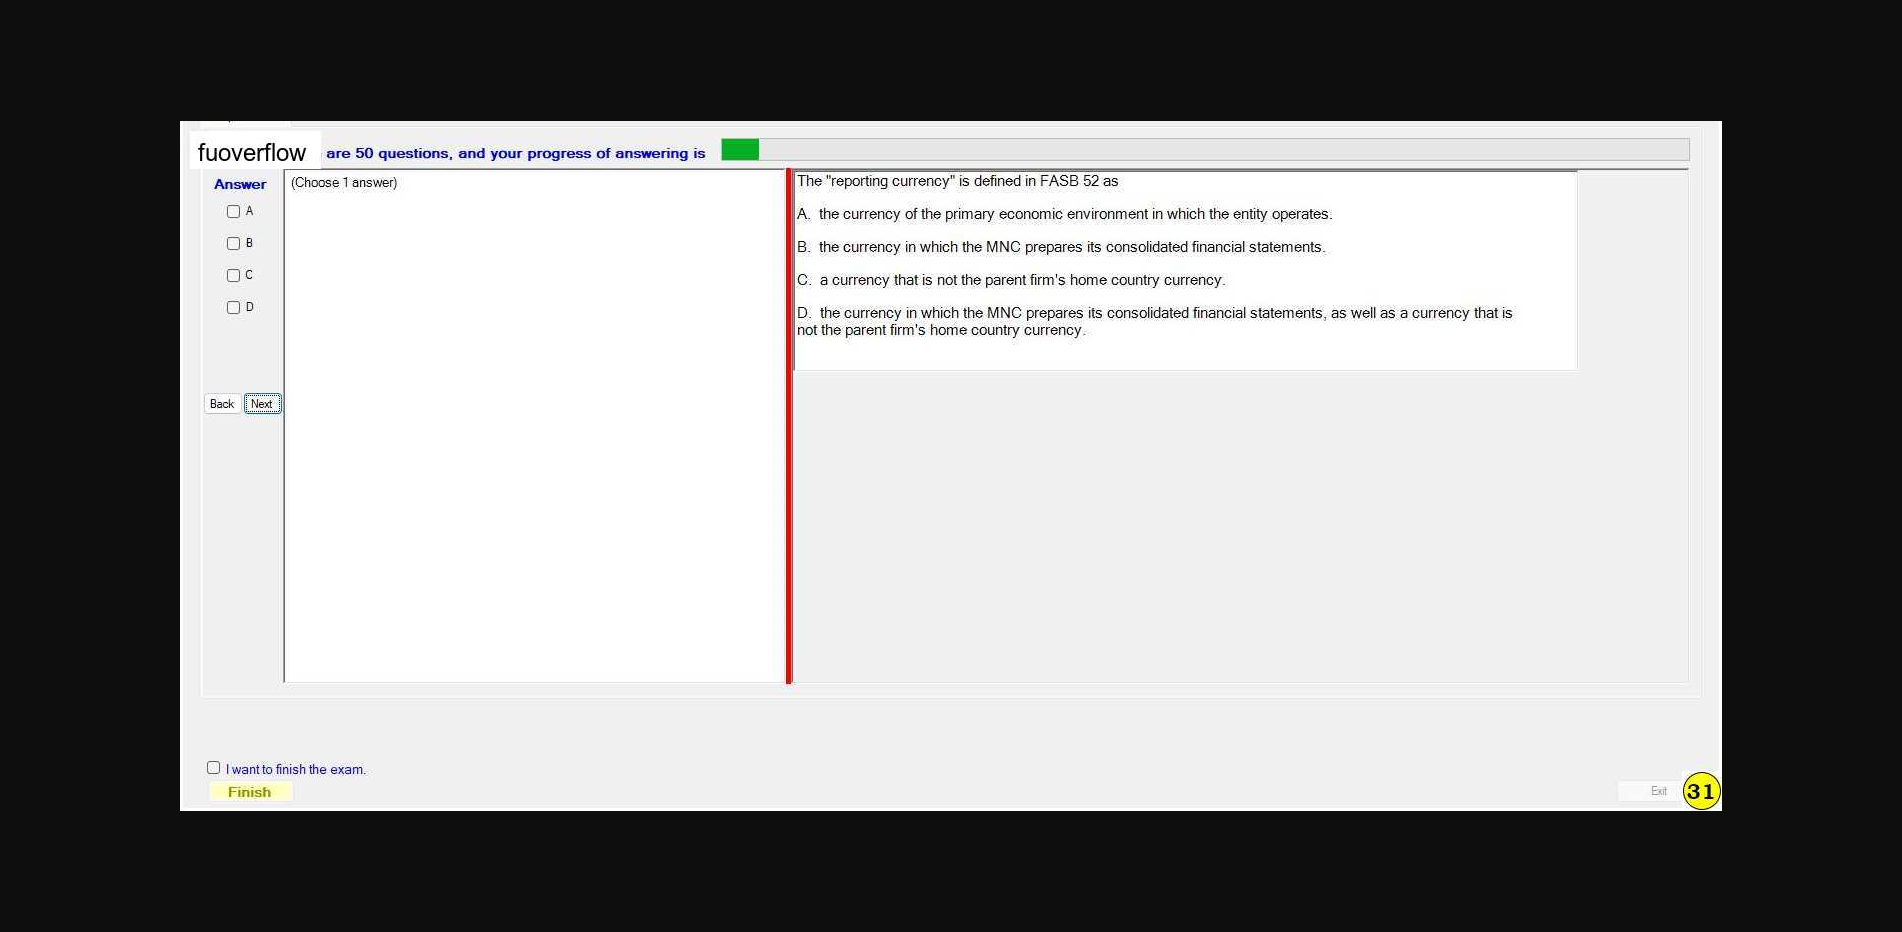 fuoverflow are 50 questions, and your progress of answering is
Answer
A
B
C
D
Back Next
(Choose 1 answer)
The "reporting currency" is defined in FASB 52 as
A. the currency of the primary economic environment in which the entity operates.
B. the currency in which the MNC prepares its consolidated financial statements.
C. a currency that is not the parent firm's home country currency.
D. the currency in which the MNC prepares its consolidated financial statements, as well as a currency that is
not the parent firm's home country currency.
I want to finish the exam.
Finish
Exit
31